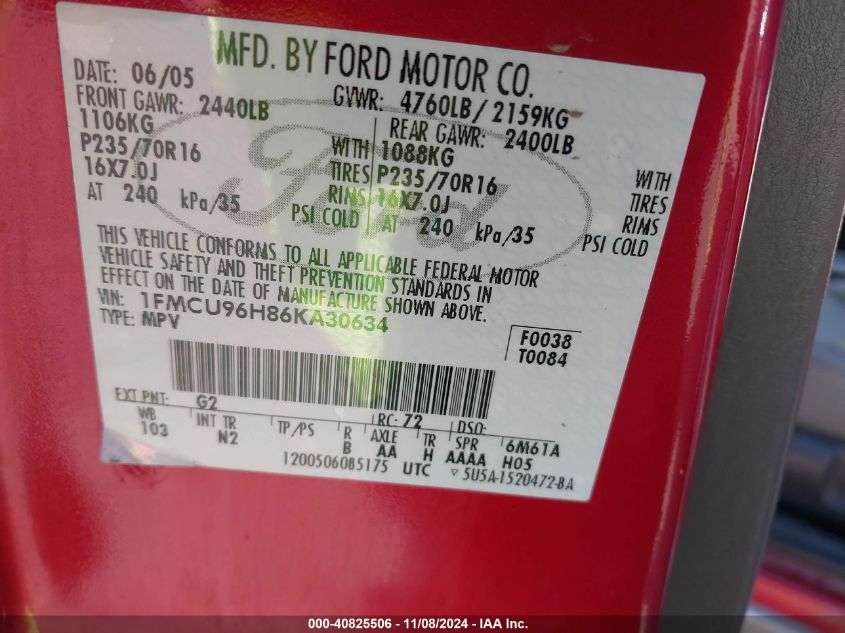 MFD. BY FORD MOTOR CO.
DATE: 06/05 GVWR: 4760LB/2159KG
FRONT GAWR: 2440LB REAR GAWR: 2400LB
1106KG WITH 1088KG WITH
P235/70R16 TIRES P235/70R16 TIRES
16X7.0J RIMS 16X7.0J RIMS
AT 240 kPa/35 PSI COLD AT 240 kPa/35 PSI COLD
THIS VEHICLE CONFORMS TO ALL APPLICABLE FEDERAL MOTOR
VEHICLE SAFETY AND THEFT PREVENTION STANDARDS IN
EFFECT ON THE DATE OF MANUFACTURE SHOWN ABOVE.
VIN: 1FMCU96H86KA30634
TYPE: MPV
F0038
T0084
EXT PNT: G2 RC: 72 DSO:
WB INT TR TP/PS R AXLE TR SPR 6M61A
103 N2 B AA H AAAA H05
1200506085175 UTC ▽ 5U5A-1520472-BA
Ford
000-40825506 - 11/08/2024 - IAA Inc.